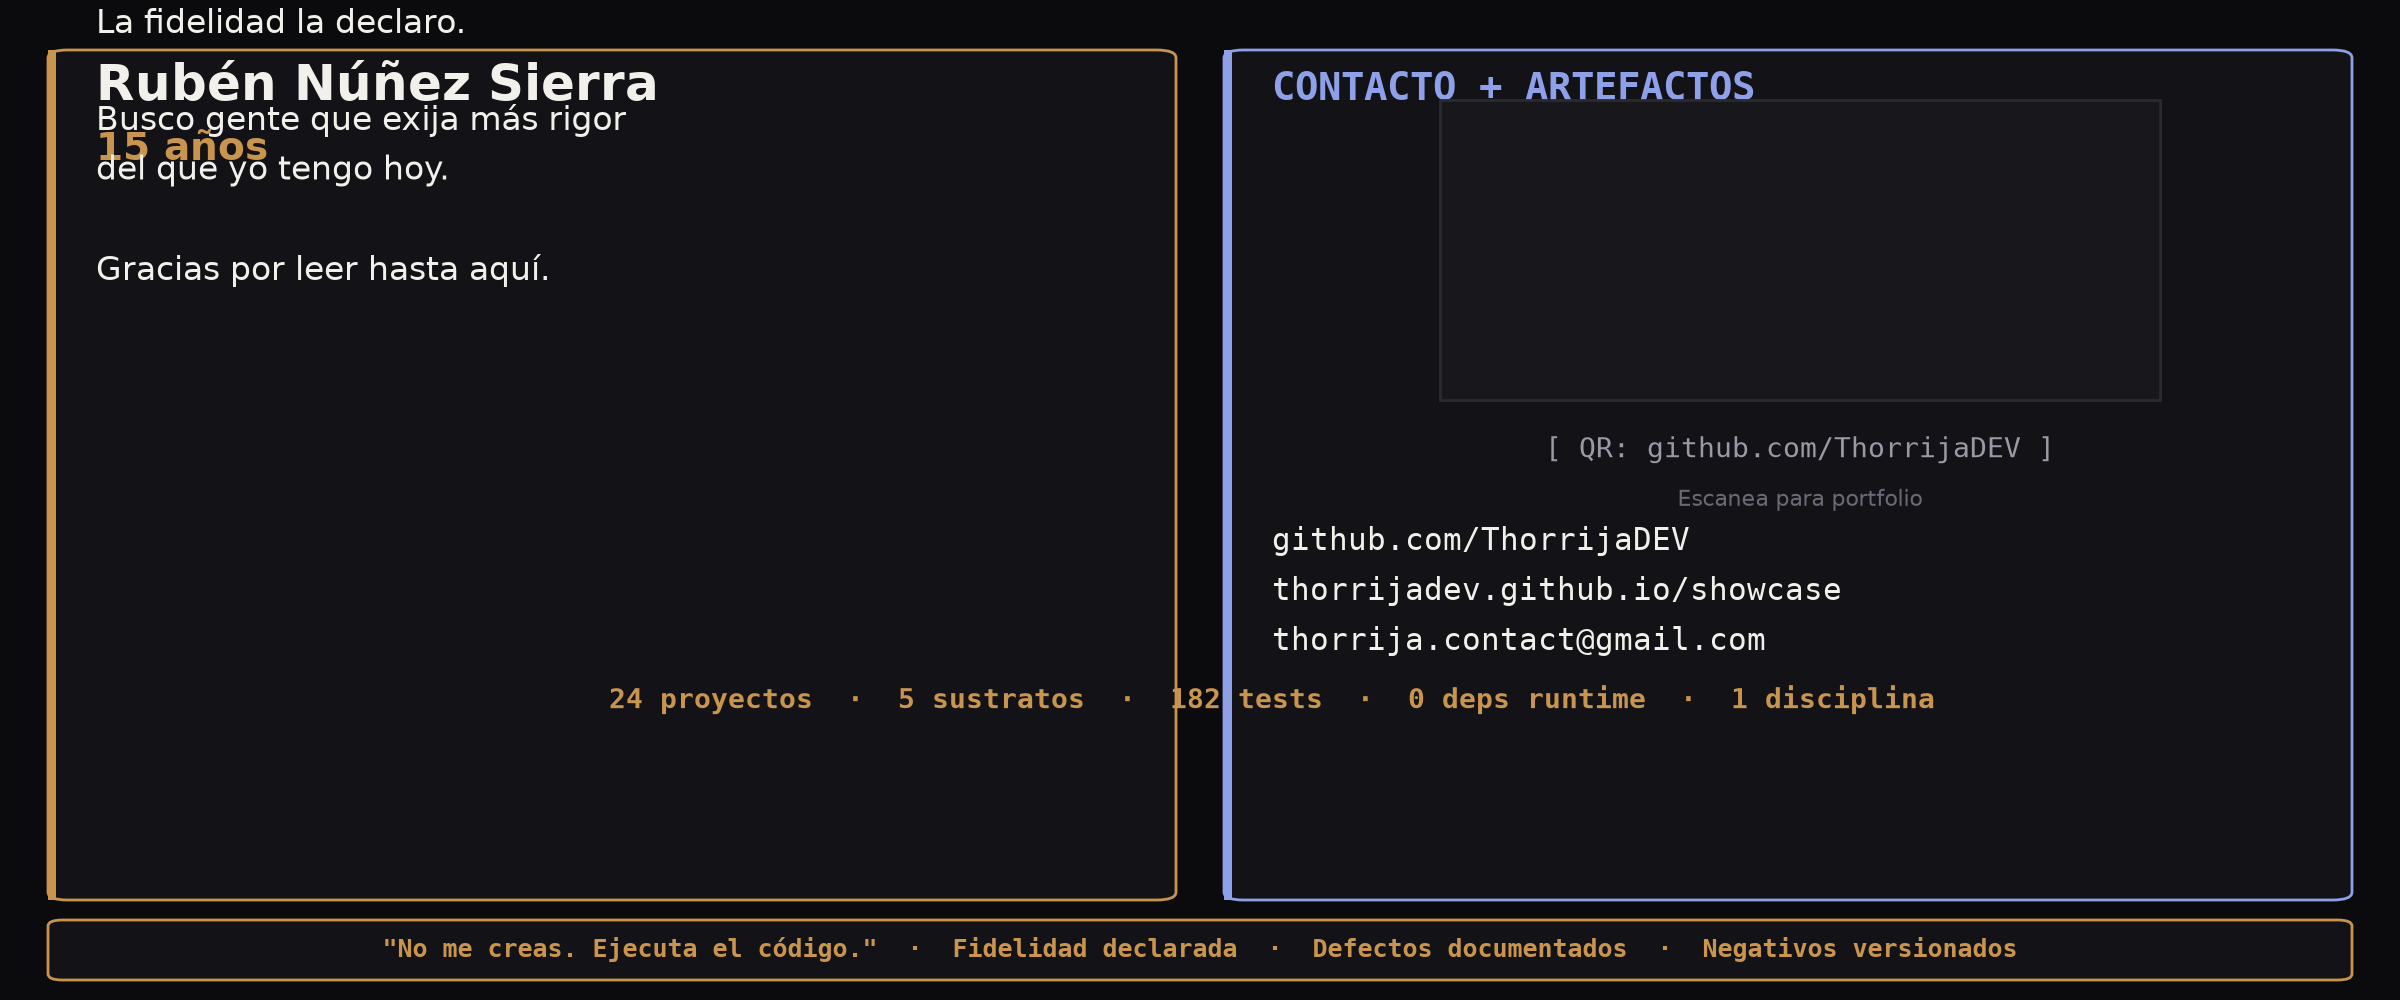 La fidelidad la declaro.
Rubén Núñez Sierra
Busco gente que exija más rigor
15 años
del que yo tengo hoy.
Gracias por leer hasta aquí.
CONTACTO + ARTEFACTOS
[ QR: github.com/ThorrijaDEV ]
Escanea para portfolio
github.com/ThorrijaDEV
thorrijadev.github.io/showcase
thorrija.contact@gmail.com
24 proyectos · 5 sustratos · 182 tests · 0 deps runtime · 1 disciplina
"No me creas. Ejecuta el código." · Fidelidad declarada · Defectos documentados · Negativos versionados